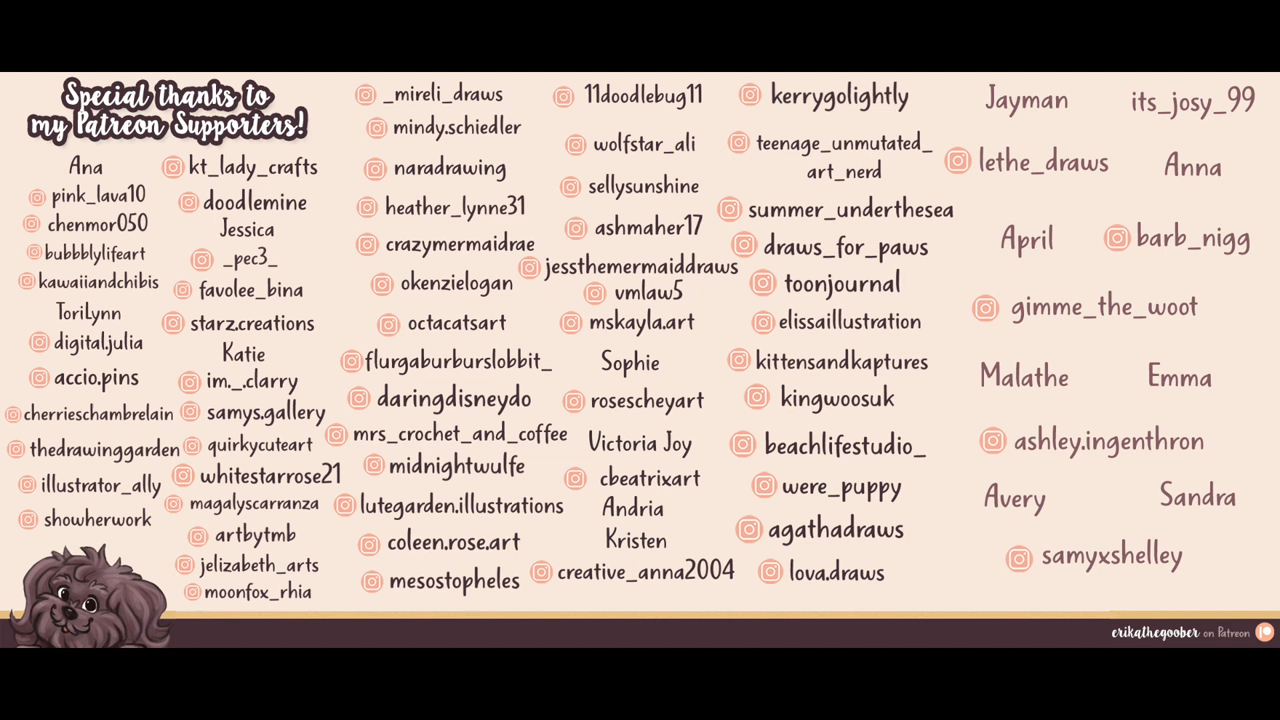 Special thanks to
my Patreon Supporters!
Ana
pink_lava10
chenmor050
bubbblylifeart
kawaiiandchibis
ToriLynn
digital.julia
accio.pins
cherrieschambrelain
thedrawinggarden
illustrator_ally
showherwork
kt_lady_crafts
doodlemine
Jessica
_pec3_
favolee_bina
starz.creations
Katie
im._.clarry
samys.gallery
quirkycuteart
whitestarrose21
magalyscarranza
artbytmb
jelizabeth_arts
moonfox_rhia
_mireli_draws
mindy.schiedler
naradrawing
heather_lynne31
crazymermaidrae
okenzielogan
octacatsart
flurgaburburslobbit_
daringdisneydo
mrs_crochet_and_coffee
midnightwulfe
lutegarden.illustrations
coleen.rose.art
mesostopheles
11doodlebug11
wolfstar_ali
sellysunshine
ashmaher17
jessthemermaiddraws
vmlaw5
mskayla.art
Sophie
rosescheyart
Victoria Joy
cbeatrixart
Andria
Kristen
creative_anna2004
kerrygolightly
teenage_unmutated_
art_nerd
summer_underthesea
draws_for_paws
toonjournal
elissaillustration
kittensandkaptures
kingwoosuk
beachlifestudio_
were_puppy
agathadraws
lova.draws
Jayman
its_josy_99
lethe_draws
Anna
April
barb_nigg
gimme_the_woot
Malathe
Emma
ashley.ingenthron
Avery
Sandra
samyxshelley
erikathegoober on Patreon